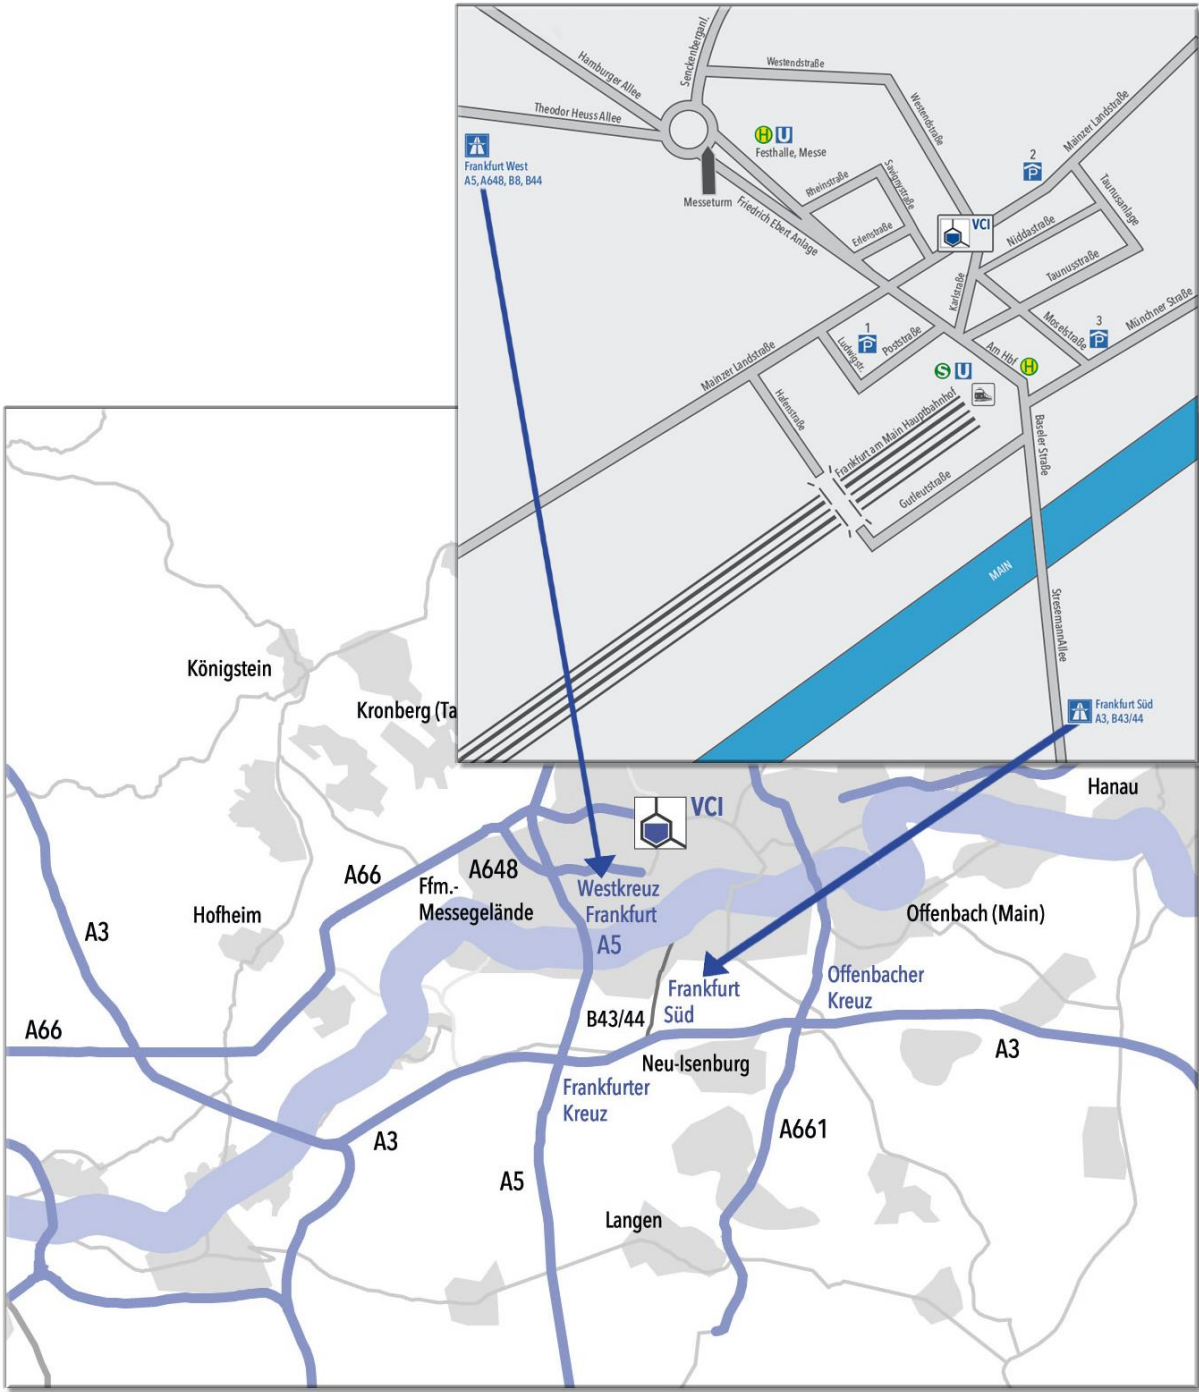 Senckenberganl.
Hamburger Allee
Westendstraße
Theodor Heuss Allee
Westendstraße
Mainzer Landstraße
H U
Festhalle, Messe
Frankfurt West
A5, A648, B8, B44
2
P
Rheinstraße
Savignystraße
Taunusanlage
Messeturm
Friedrich Ebert Anlage
Erlenstraße
VCI
Niddastraße
Taunusstraße
Karlstraße
Münchner Straße
Moselstraße
3
P
1
P
Ludwigstr.
Poststraße
Am Hbf
H
Mainzer Landstraße
S U
Hafenstraße
Frankfurt am Main Hauptbahnhof
Baseler Straße
Gutleutstraße
MAIN
StresemannAllee
Frankfurt Süd
A3, B43/44
Königstein
Kronberg (Ta
Hanau
VCI
A66
A648
Ffm.-
Messegelände
Westkreuz
Frankfurt
A5
Hofheim
A3
Offenbach (Main)
Offenbacher
Kreuz
Frankfurt
Süd
B43/44
A66
Neu-Isenburg
A3
Frankfurter
Kreuz
A3
A661
A5
Langen